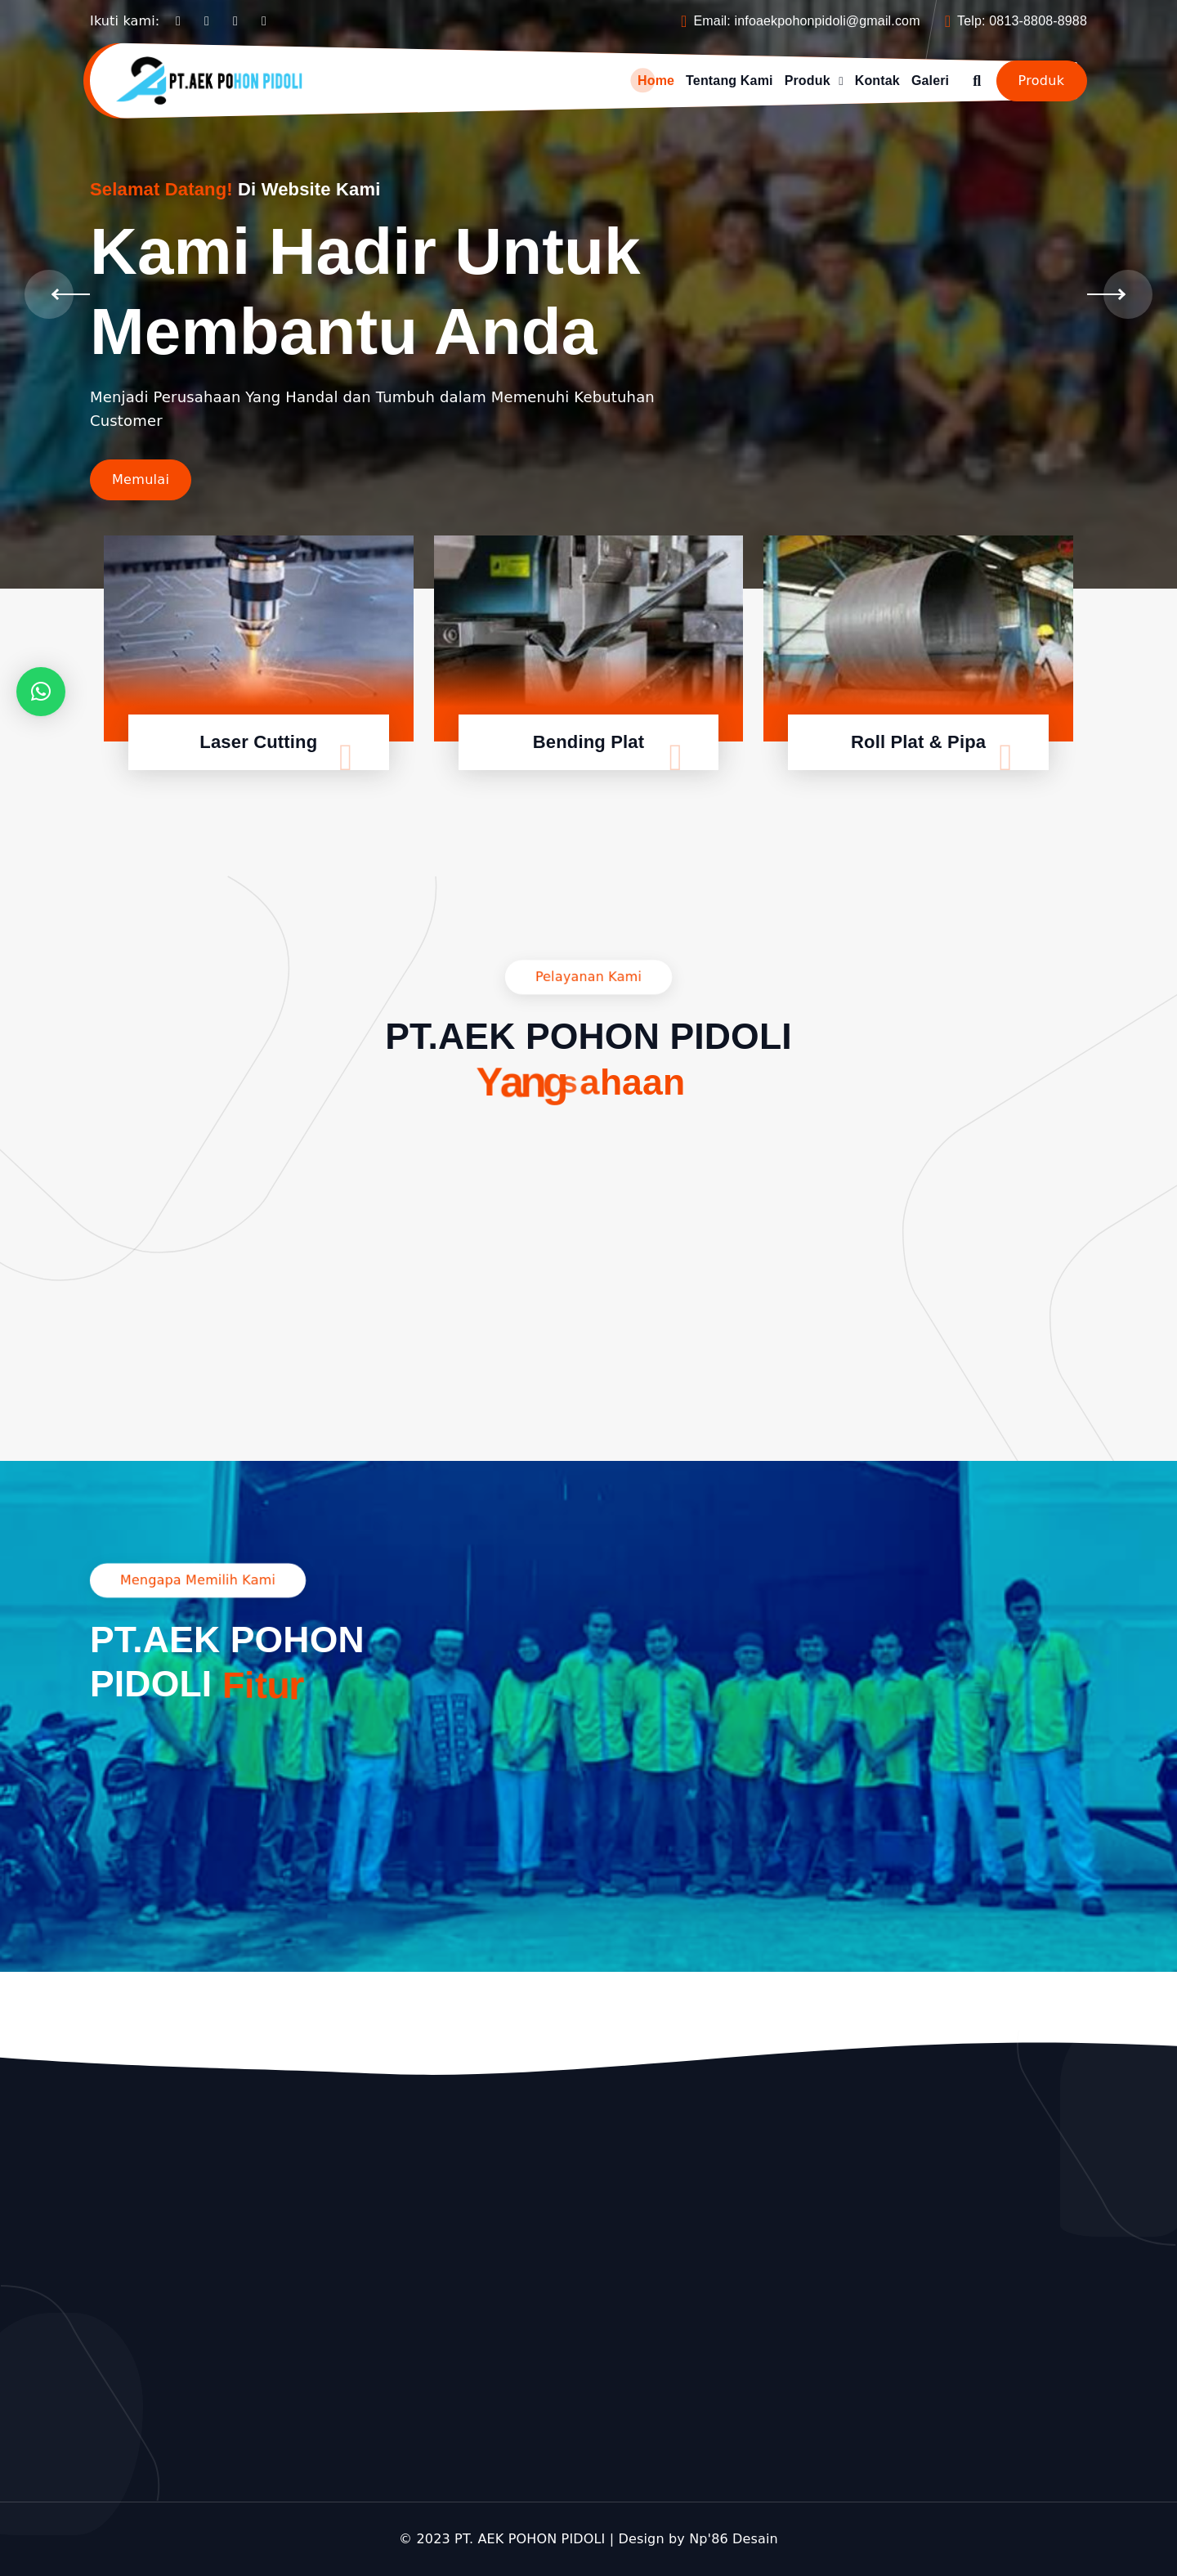 Ikuti kami:
Email: infoaekpohonpidoli@gmail.com
Telp: 0813-8808-8988
PT.AEK POHON PIDOLI
Home
Tentang Kami
Produk
Kontak
Galeri
Produk
Selamat Datang! Di Website Kami
Kami Hadir Untuk
Membantu Anda
Menjadi Perusahaan Yang Handal dan Tumbuh dalam Memenuhi Kebutuhan
Customer
Memulai
Laser Cutting
Bending Plat
Roll Plat & Pipa
Pelayanan Kami
PT.AEK POHON PIDOLI
Yang
Mengapa Memilih Kami
PT.AEK POHON
PIDOLI Fitur
© 2023 PT. AEK POHON PIDOLI | Design by Np'86 Desain